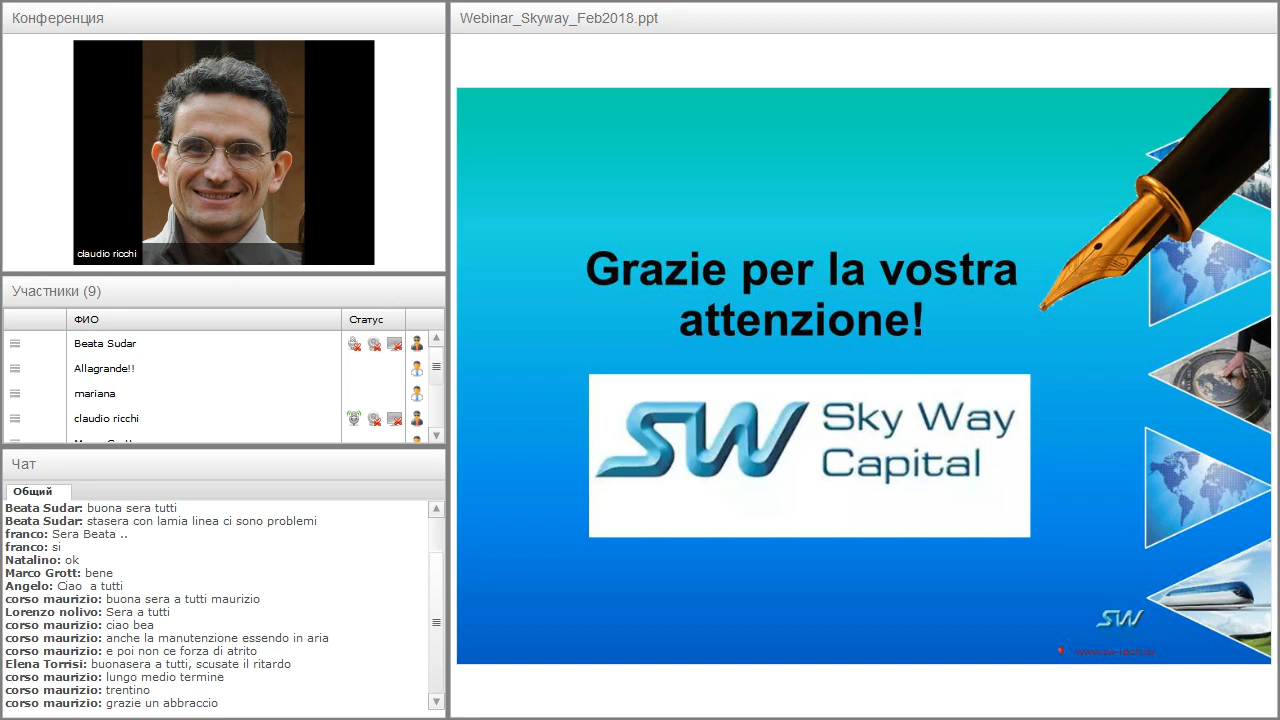 Конференция
claudio ricchi
Участники (9)
ФИО
Статус
Beata Sudar
Allagrande!!
mariana
claudio ricchi
Чат
Общий
Beata Sudar: buona sera tutti
Beata Sudar: stasera con lamia linea ci sono problemi
franco: Sera Beata ..
franco: si
Natalino: ok
Marco Grott: bene
Angelo: Ciao  a tutti
corso maurizio: buona sera a tutti maurizio
Lorenzo nolivo: Sera a tutti
corso maurizio: ciao bea
corso maurizio: anche la manutenzione essendo in aria
corso maurizio: e poi non ce forza di atrito
Elena Torrisi: buonasera a tutti, scusate il ritardo
corso maurizio: lungo medio termine
corso maurizio: trentino
corso maurizio: grazie un abbraccio
Webinar_Skyway_Feb2018.ppt
Grazie per la vostra
attenzione!
SW Sky Way
Capital
SW